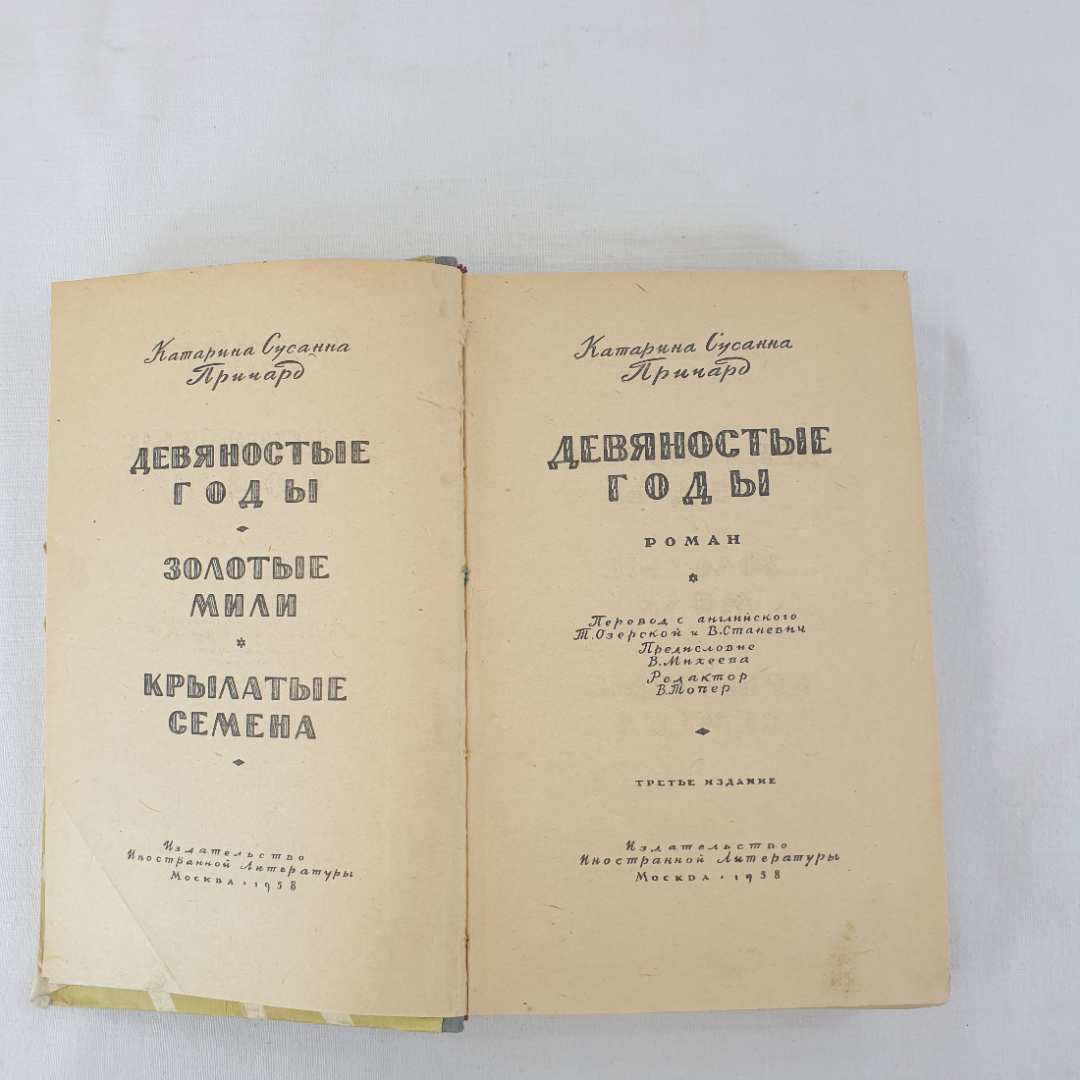 Катарина Сусанна
Причард
ДЕВЯНОСТЫЕ
ГОДЫ
ЗОЛОТЫЕ
МИЛИ
КРЫЛАТЫЕ
СЕМЕНА
Издательство
Иностранной Литературы
Москва • 1958
Катарина Сусанна
Причард
ДЕВЯНОСТЫЕ
ГОДЫ
РОМАН
Перевод с английского
Т. Озерской и В. Станевич
Предисловие
В. Михеева
Редактор
В. Топер
ТРЕТЬЕ ИЗДАНИЕ
Издательство
Иностранной Литературы
Москва • 1958